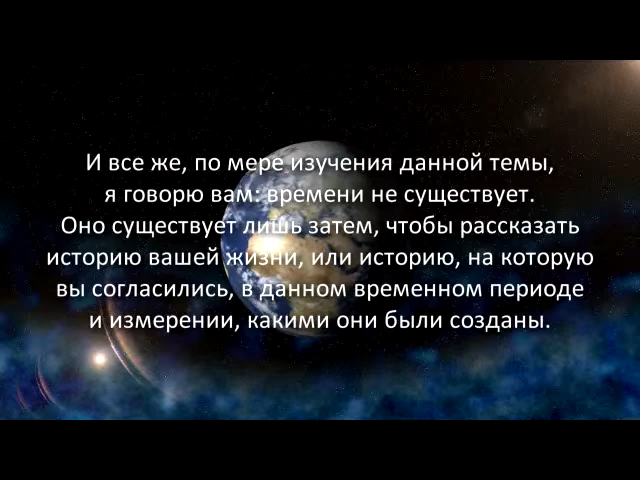 И все же, по мере изучения данной темы,
я говорю вам: времени не существует.
Оно существует лишь затем, чтобы рассказать
историю вашей жизни, или историю, на которую
вы согласились, в данном временном периоде
и измерении, какими они были созданы.